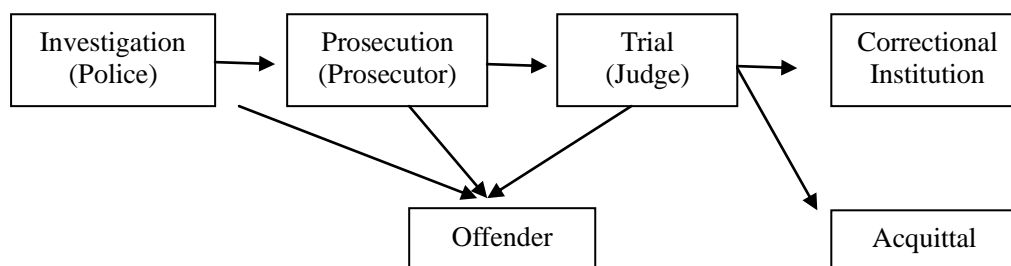 Investigation
(Police)
Prosecution
(Prosecutor)
Trial
(Judge)
Correctional
Institution
Offender
Acquittal